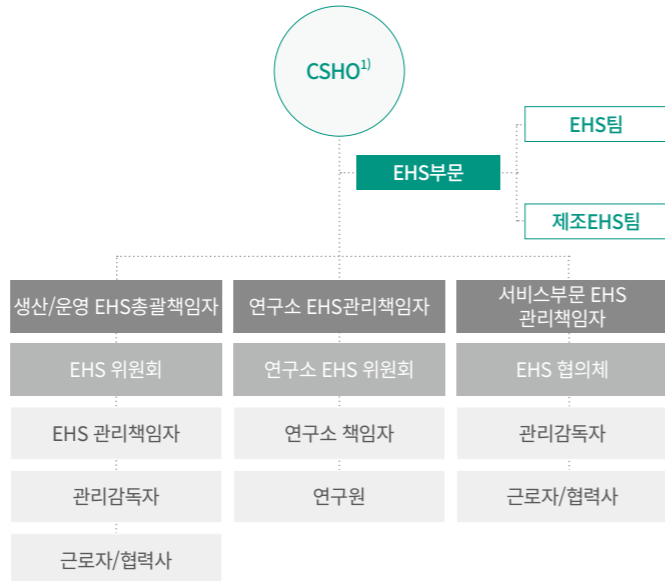 CSHO1)
EHS팀
EHS부문
제조EHS팀
생산/운영 EHS총괄책임자
연구소 EHS관리책임자
서비스부문 EHS
관리책임자
EHS 위원회
연구소 EHS 위원회
EHS 협의체
EHS 관리책임자
연구소 책임자
관리감독자
관리감독자
연구원
근로자/협력사
근로자/협력사